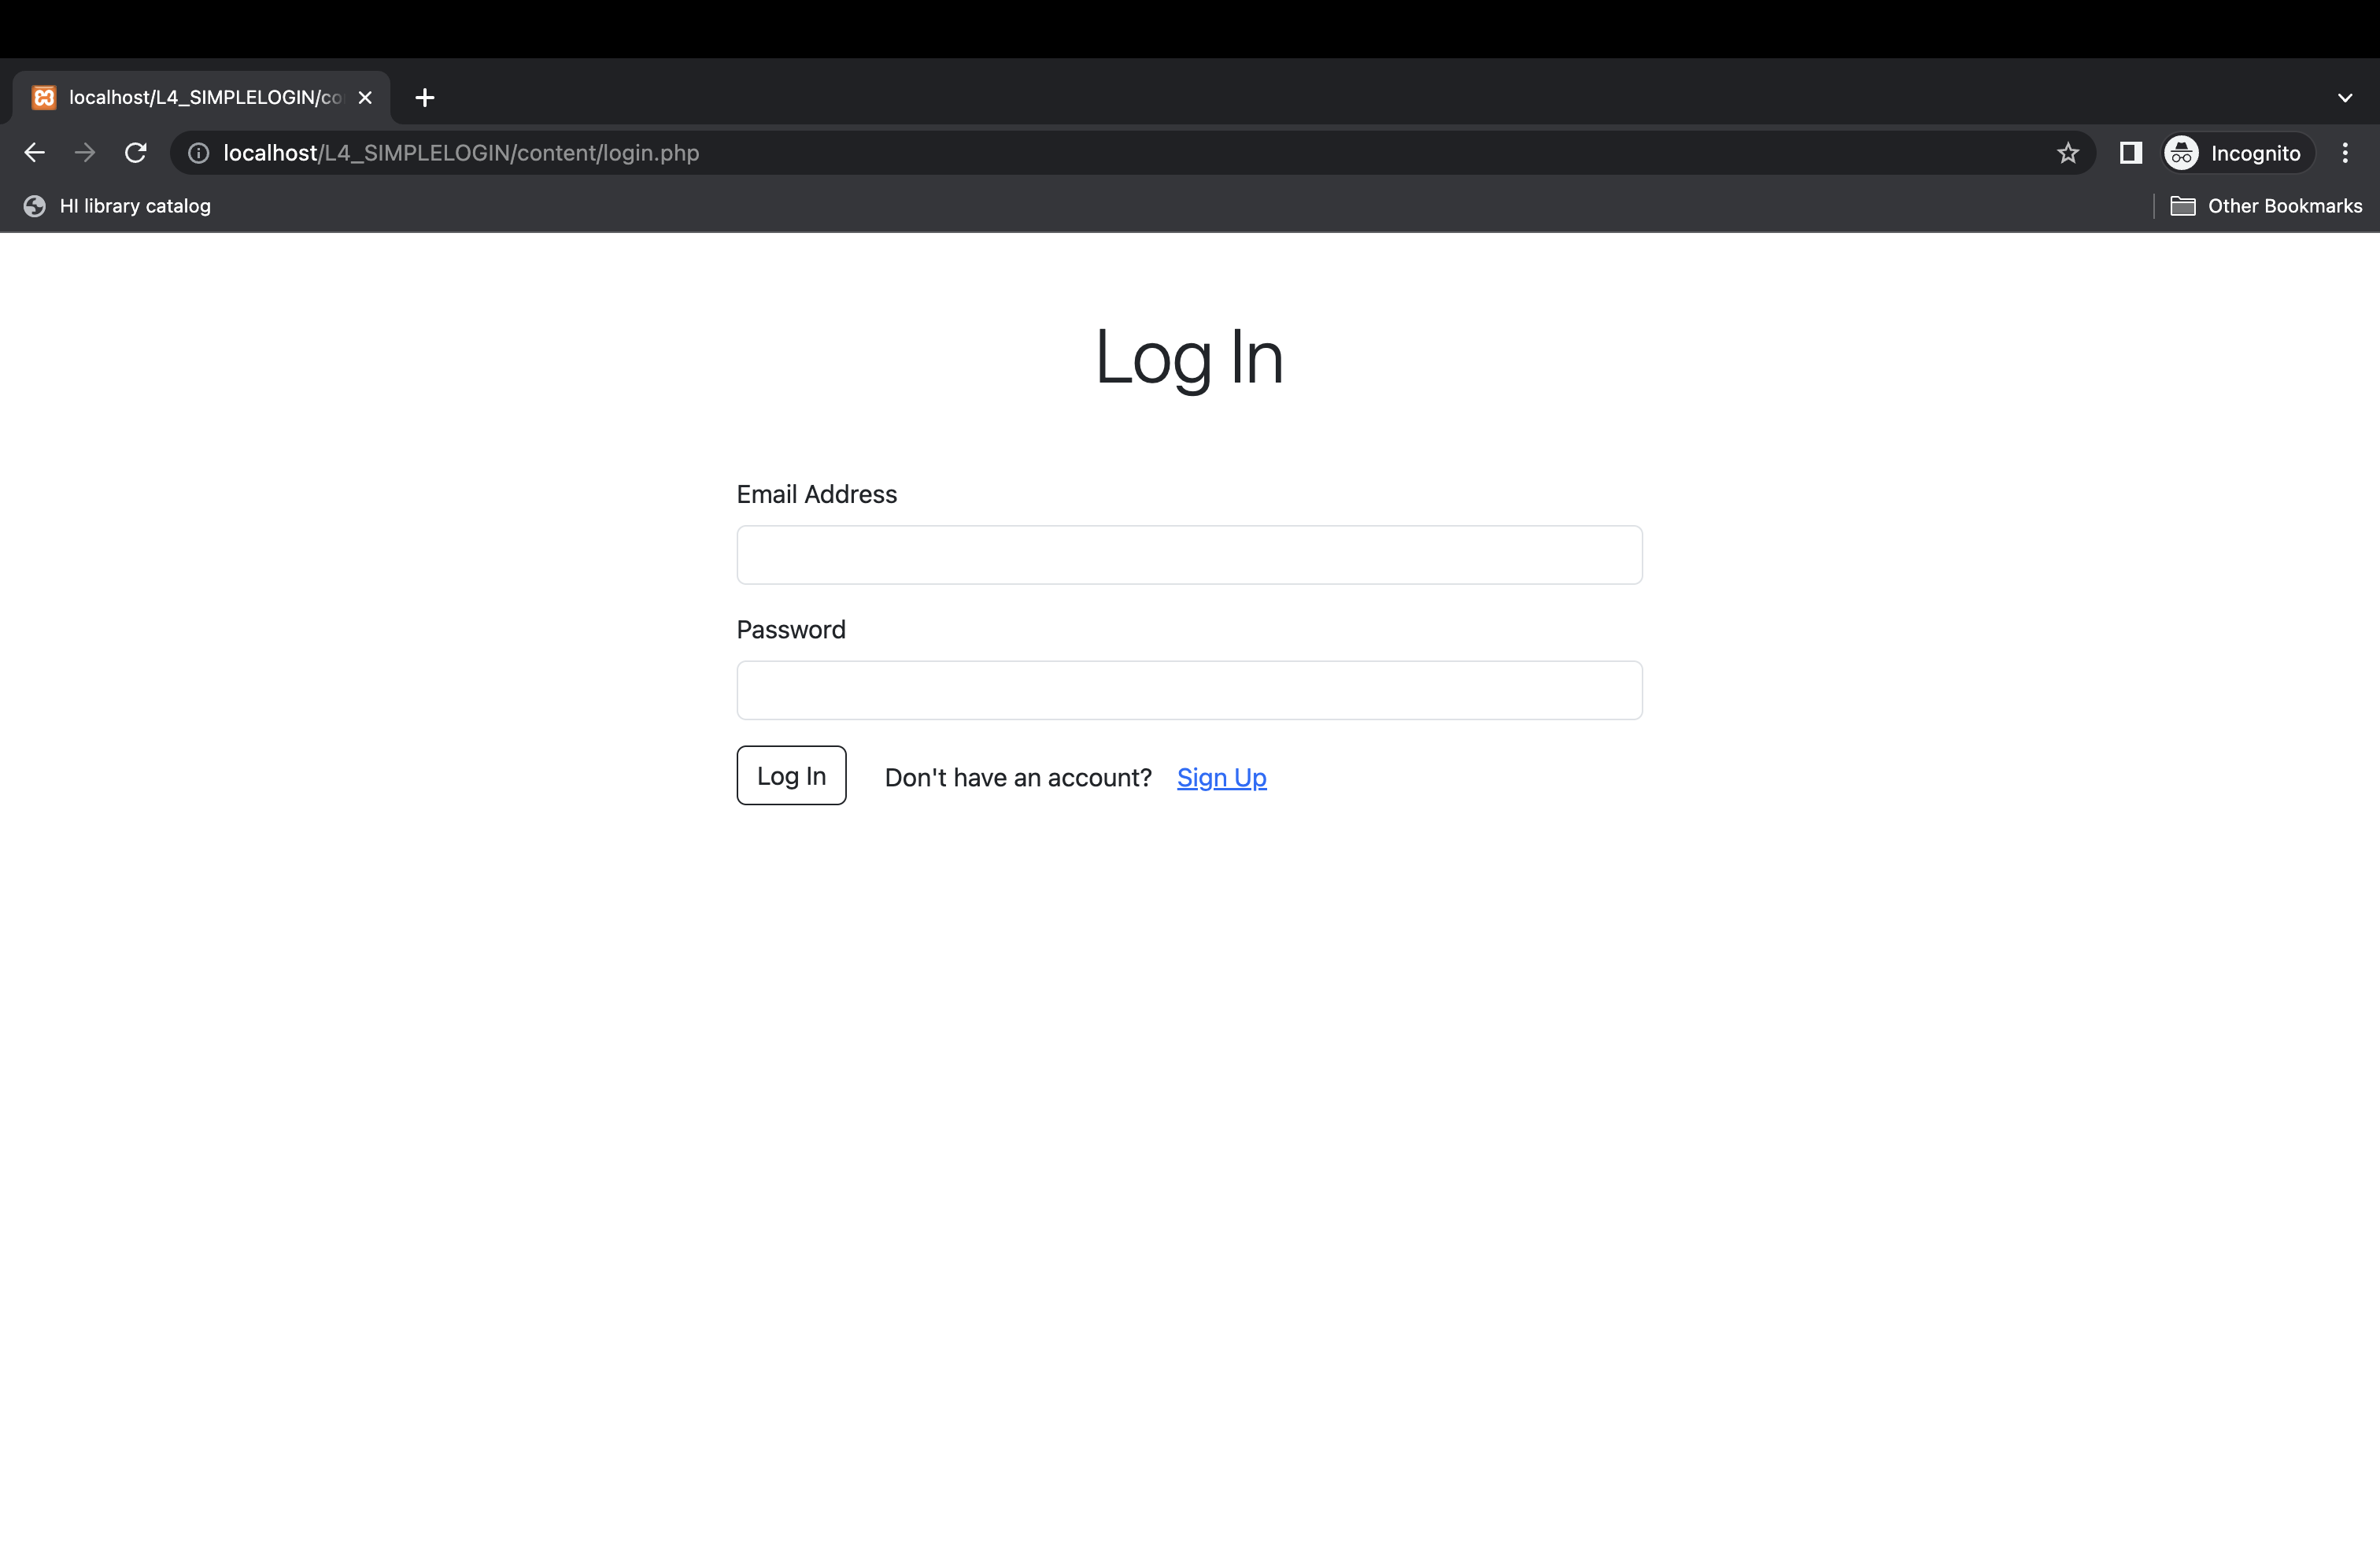 localhost/L4_SIMPLELOGIN/co
localhost/L4_SIMPLELOGIN/content/login.php
Incognito
HI library catalog
Other Bookmarks
Log In
Email Address
Password
Log In Don't have an account? Sign Up